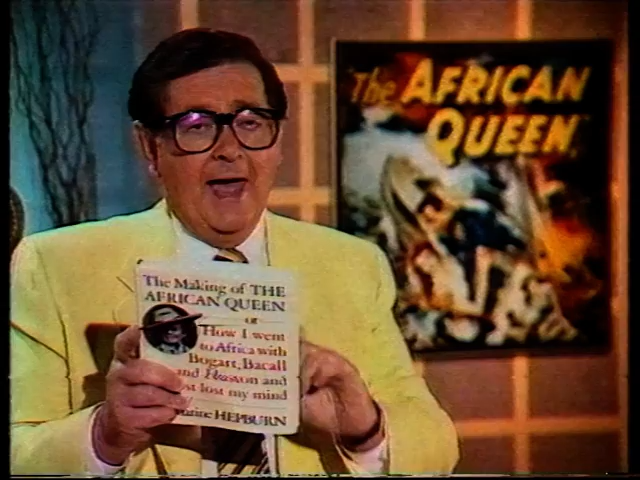 The AFRICAN
QUEEN
The Making of THE
AFRICAN QUEEN
or
How I went
to Africa with
Bogart, Bacall
and Huston and
st lost my mind
HEPBURN